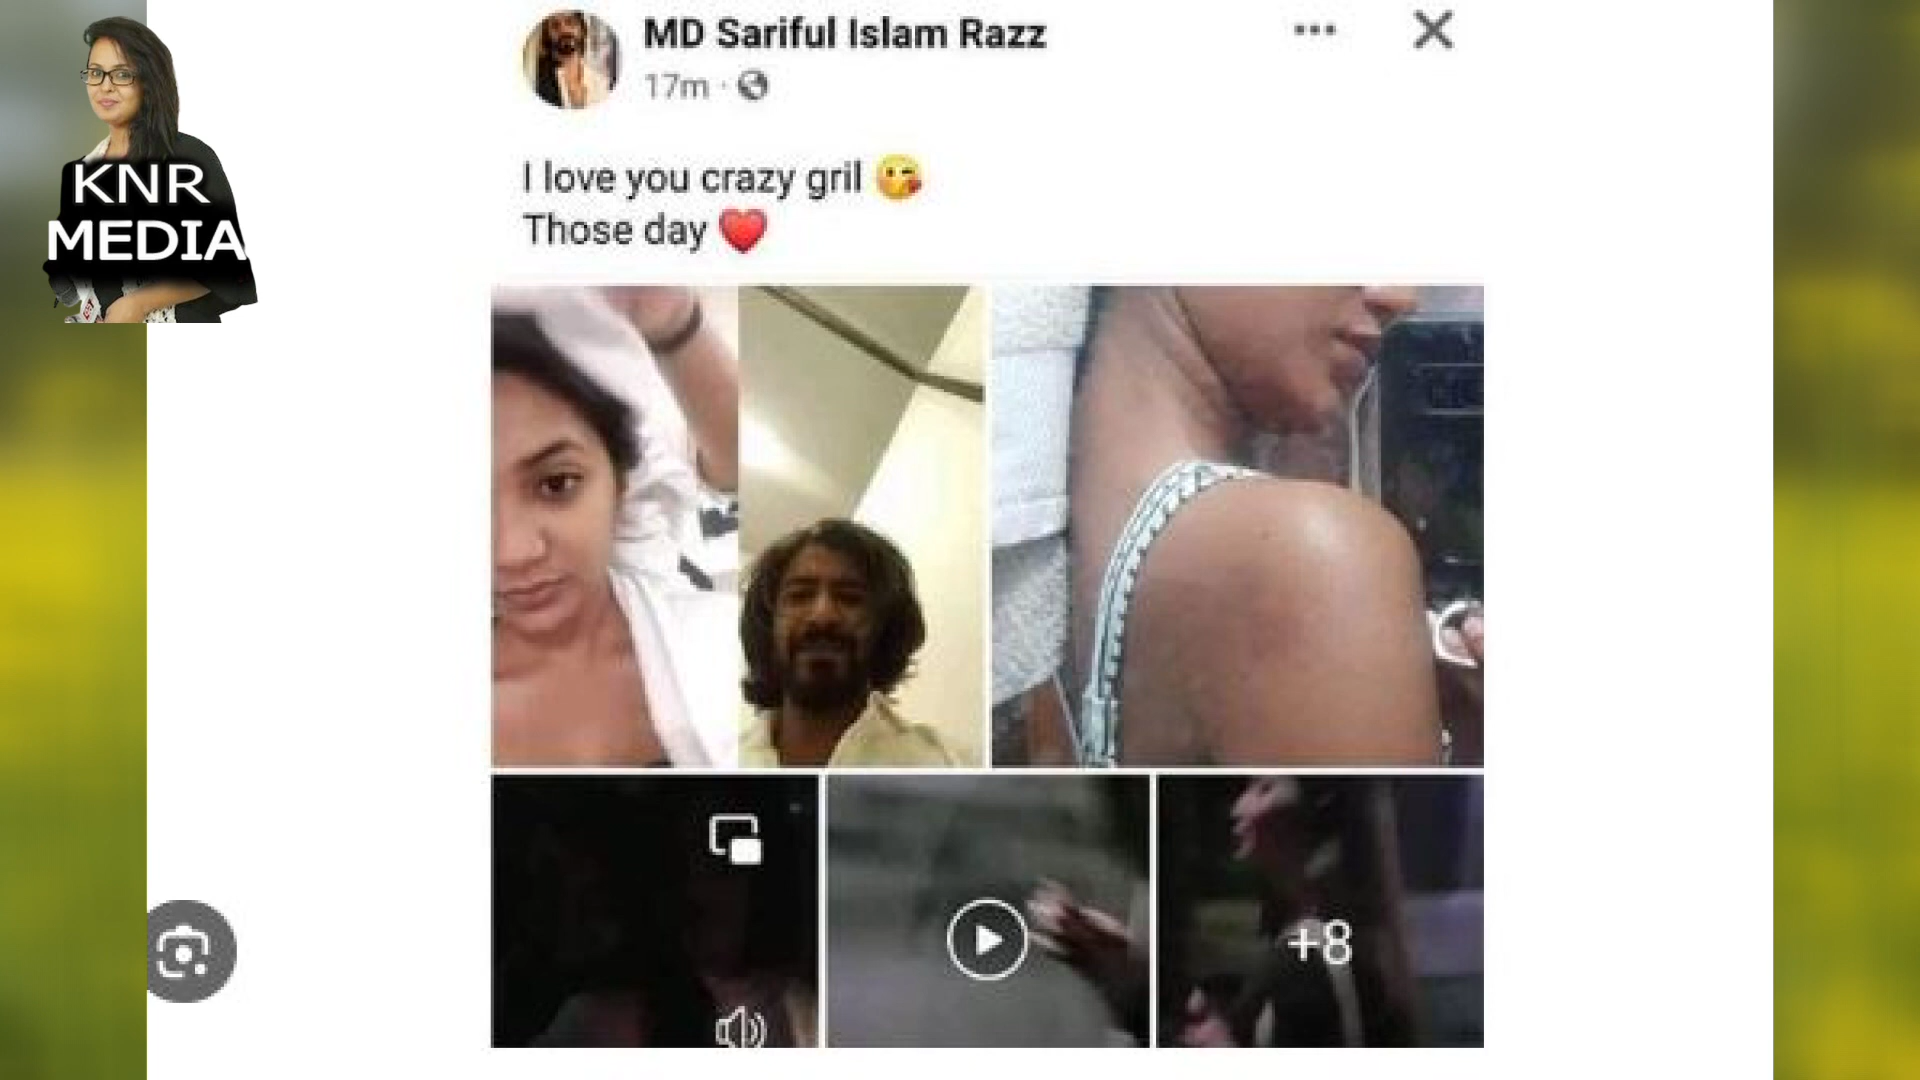 KNR
MEDIA
MD Sariful Islam Razz
17m ·
I love you crazy gril 😘
Those day ❤️
+8